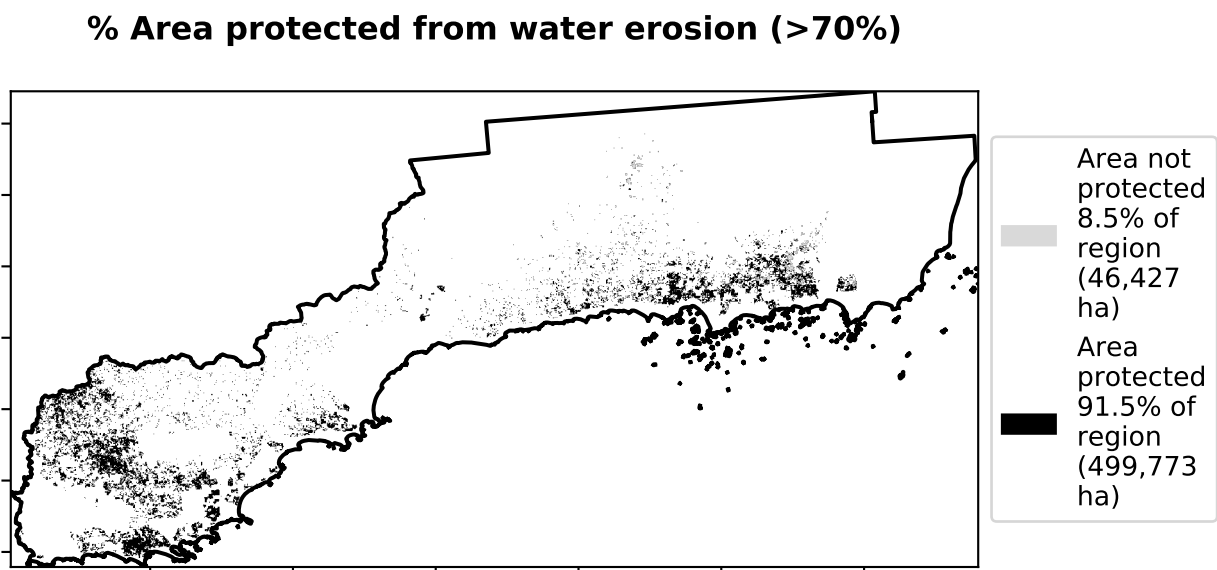 % Area protected from water erosion (>70%)
Area not
protected
8.5% of
region
(46,427
ha)
Area
protected
91.5% of
region
(499,773
ha)